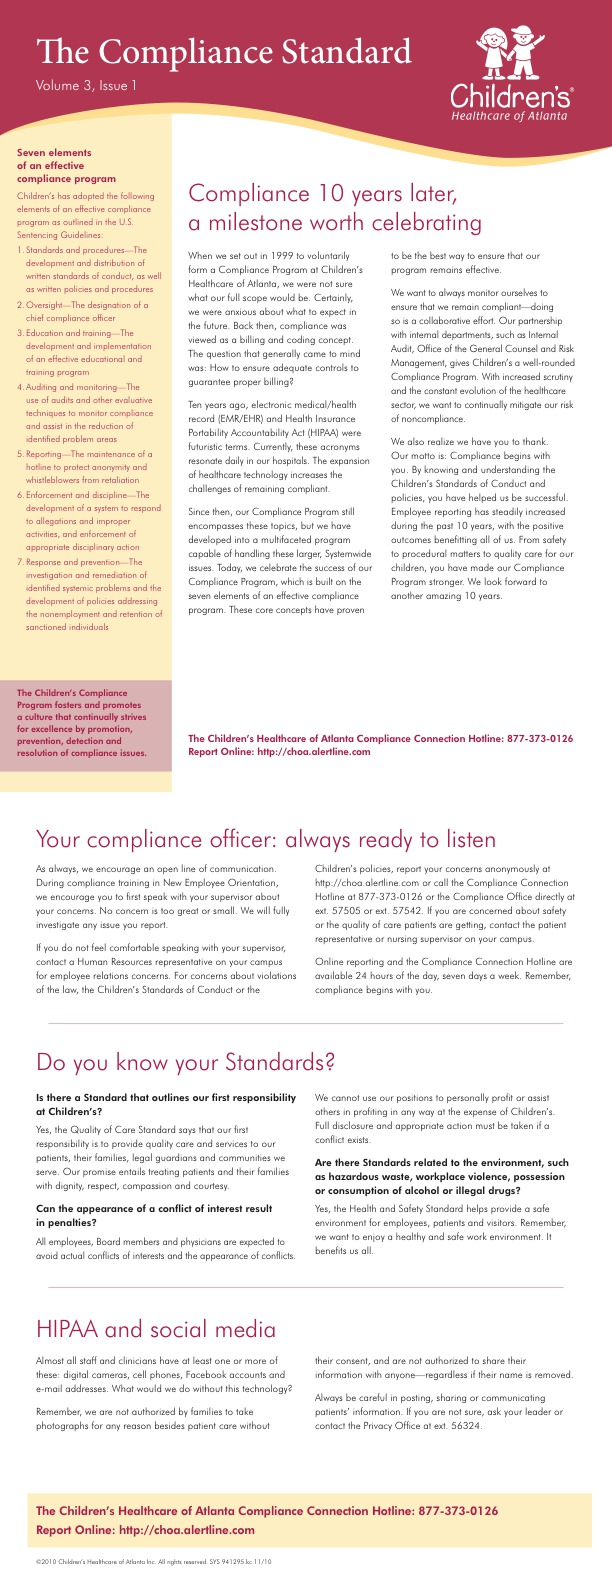 The Compliance Standard
Volume 3, Issue 1
Children's®
Healthcare of Atlanta
Seven elements
of an effective
compliance program
Children's has adopted the following
elements of an effective compliance
program as outlined in the U.S.
Sentencing Guidelines:
1. Standards and procedures—The
development and distribution of
written standards of conduct, as well
as written policies and procedures
2. Oversight—The designation of a
chief compliance officer
3. Education and training—The
development and implementation
of an effective educational and
training program
4. Auditing and monitoring—The
use of audits and other evaluative
techniques to monitor compliance
and assist in the reduction of
identified problem areas
5. Reporting—The maintenance of a
hotline to protect anonymity and
whistleblowers from retaliation
6. Enforcement and discipline—The
development of a system to respond
to allegations and improper
activities, and enforcement of
appropriate disciplinary action
7. Response and prevention—The
investigation and remediation of
identified systemic problems and the
development of policies addressing
the nonemployment and retention of
sanctioned individuals
The Children's Compliance
Program fosters and promotes
a culture that continually strives
for excellence by promotion,
prevention, detection and
resolution of compliance issues.
Compliance 10 years later,
a milestone worth celebrating
When we set out in 1999 to voluntarily
form a Compliance Program at Children's
Healthcare of Atlanta, we were not sure
what our full scope would be. Certainly,
we were anxious about what to expect in
the future. Back then, compliance was
viewed as a billing and coding concept.
The question that generally came to mind
was: How to ensure adequate controls to
guarantee proper billing?
Ten years ago, electronic medical/health
record (EMR/EHR) and Health Insurance
Portability Accountability Act (HIPAA) were
futuristic terms. Currently, these acronyms
resonate daily in our hospitals. The expansion
of healthcare technology increases the
challenges of remaining compliant.
Since then, our Compliance Program still
encompasses these topics, but we have
developed into a multifaceted program
capable of handling these larger, Systemwide
issues. Today, we celebrate the success of our
Compliance Program, which is built on the
seven elements of an effective compliance
program. These core concepts have proven
to be the best way to ensure that our
program remains effective.
We want to always monitor ourselves to
ensure that we remain compliant—doing
so is a collaborative effort. Our partnership
with internal departments, such as Internal
Audit, Office of the General Counsel and Risk
Management, gives Children's a well-rounded
Compliance Program. With increased scrutiny
and the constant evolution of the healthcare
sector, we want to continually mitigate our risk
of noncompliance.
We also realize we have you to thank.
Our motto is: Compliance begins with
you. By knowing and understanding the
Children's Standards of Conduct and
policies, you have helped us be successful.
Employee reporting has steadily increased
during the past 10 years, with the positive
outcomes benefitting all of us. From safety
to procedural matters to quality care for our
children, you have made our Compliance
Program stronger. We look forward to
another amazing 10 years.
The Children's Healthcare of Atlanta Compliance Connection Hotline: 877-373-0126
Report Online: http://choa.alertline.com
Your compliance officer: always ready to listen
As always, we encourage an open line of communication.
During compliance training in New Employee Orientation,
we encourage you to first speak with your supervisor about
your concerns. No concern is too great or small. We will fully
investigate any issue you report.
If you do not feel comfortable speaking with your supervisor,
contact a Human Resources representative on your campus
for employee relations concerns. For concerns about violations
of the law, the Children's Standards of Conduct or the
Children's policies, report your concerns anonymously at
http://choa.alertline.com or call the Compliance Connection
Hotline at 877-373-0126 or the Compliance Office directly at
ext. 57505 or ext. 57542. If you are concerned about safety
or the quality of care patients are getting, contact the patient
representative or nursing supervisor on your campus.
Online reporting and the Compliance Connection Hotline are
available 24 hours of the day, seven days a week. Remember,
compliance begins with you.
Do you know your Standards?
Is there a Standard that outlines our first responsibility
at Children's?
Yes, the Quality of Care Standard says that our first
responsibility is to provide quality care and services to our
patients, their families, legal guardians and communities we
serve. Our promise entails treating patients and their families
with dignity, respect, compassion and courtesy.
Can the appearance of a conflict of interest result
in penalties?
All employees, Board members and physicians are expected to
avoid actual conflicts of interests and the appearance of conflicts.
We cannot use our positions to personally profit or assist
others in profiting in any way at the expense of Children's.
Full disclosure and appropriate action must be taken if a
conflict exists.
Are there Standards related to the environment, such
as hazardous waste, workplace violence, possession
or consumption of alcohol or illegal drugs?
Yes, the Health and Safety Standard helps provide a safe
environment for employees, patients and visitors. Remember,
we want to enjoy a healthy and safe work environment. It
benefits us all.
HIPAA and social media
Almost all staff and clinicians have at least one or more of
these: digital cameras, cell phones, Facebook accounts and
e-mail addresses. What would we do without this technology?
Remember, we are not authorized by families to take
photographs for any reason besides patient care without
their consent, and are not authorized to share their
information with anyone—regardless if their name is removed.
Always be careful in posting, sharing or communicating
patients' information. If you are not sure, ask your leader or
contact the Privacy Office at ext. 56324.
The Children's Healthcare of Atlanta Compliance Connection Hotline: 877-373-0126
Report Online: http://choa.alertline.com
©2010 Children's Healthcare of Atlanta Inc. All rights reserved. SYS 941295.kc 11/10